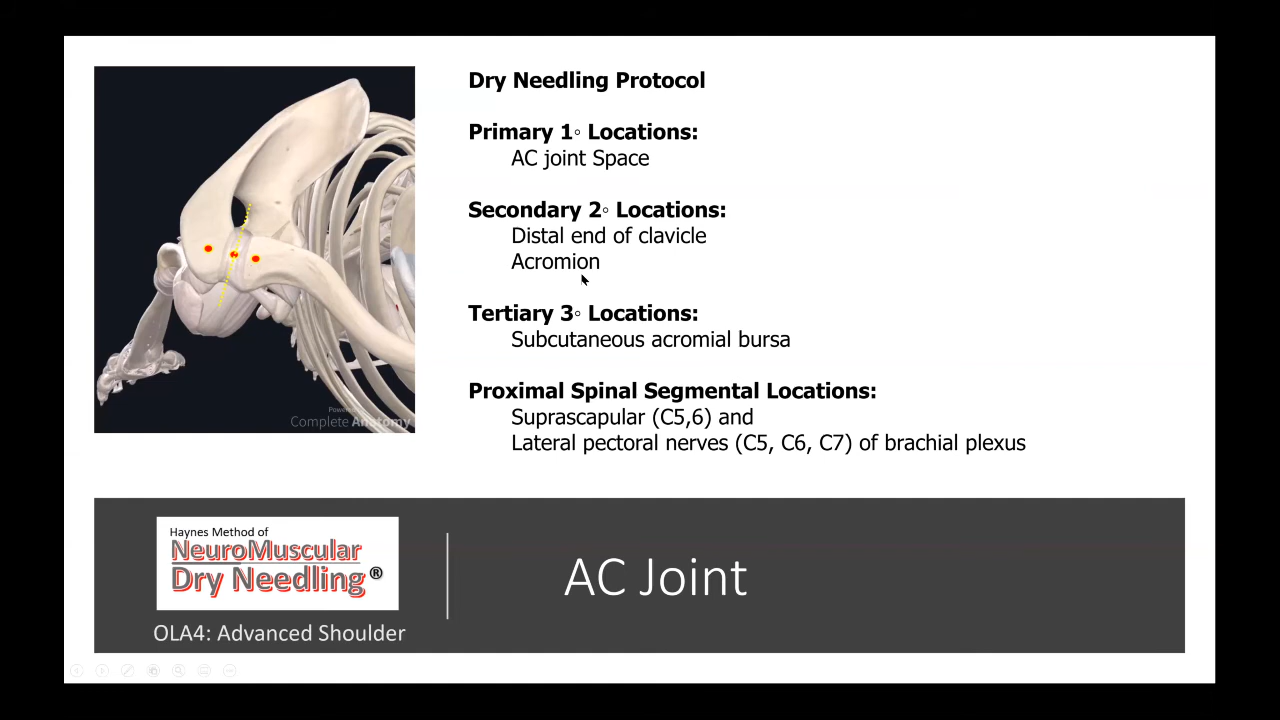 Dry Needling Protocol
Primary 1◦ Locations:
AC joint Space
Secondary 2◦ Locations:
Distal end of clavicle
Acromion
Tertiary 3◦ Locations:
Subcutaneous acromial bursa
Proximal Spinal Segmental Locations:
Suprascapular (C5,6) and
Lateral pectoral nerves (C5, C6, C7) of brachial plexus
Complete Anatomy
Haynes Method of
NeuroMuscular
Dry Needling®
OLA4: Advanced Shoulder
AC Joint